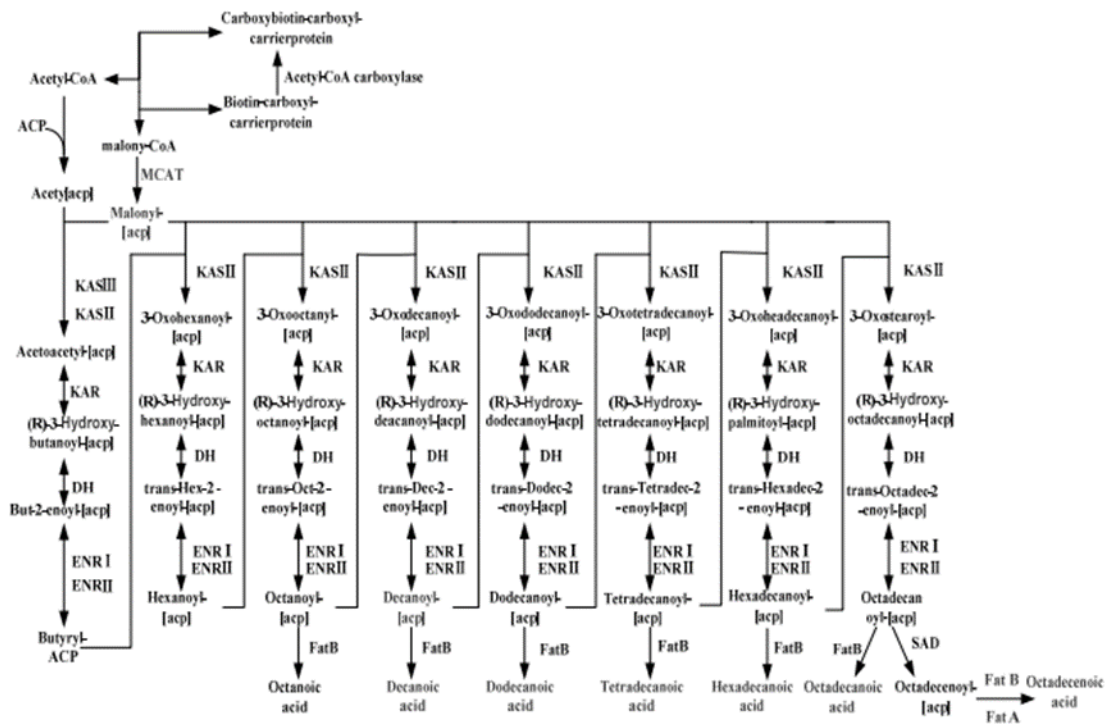 Carboxybiotin-carboxyl-
carrierprotein
Acetyl-CoA
Acetyl-CoA carboxylase
Biotin-carboxyl-
carrierprotein
ACP
malony-CoA
MCAT
Acety[acp]
Malonyl-
[acp]
KASⅢ
KASⅡ
KASⅡ
KASⅡ
KASⅡ
KASⅡ
KASⅡ
KASⅡ
KASⅡ
Acetoacetyl-[acp]
3-Oxohexanoyl-
[acp]
3-Oxooctanyl-
[acp]
3-Oxodecanoyl-
[acp]
3-Oxododecanoyl-
[acp]
3-Oxotetradecanoyl-
[acp]
3-Oxoheadecanoyl-
[acp]
3-Oxostearoyl-
[acp]
KAR
KAR
KAR
KAR
KAR
KAR
KAR
KAR
(R)-3-Hydroxy-
butanoyl-[acp]
(R)-3-Hydroxy-
hexanoyl-[acp]
(R)-3-Hydroxy-
octanoyl-[acp]
(R)-3-Hydroxy-
deacanoyl-[acp]
(R)-3-Hydroxy-
dodecanoyl-[acp]
(R)-3-Hydroxy-
tetradecanoyl-[acp]
(R)-3-Hydroxy-
palmitoyl-[acp]
(R)-3-Hydroxy-
octadecanoyl-[acp]
DH
DH
DH
DH
DH
DH
DH
DH
But-2-enoyl-[acp]
trans-Hex-2-
enoyl-[acp]
trans-Oct-2-
enoyl-[acp]
trans-Dec-2-
enoyl-[acp]
trans-Dodec-2
-enoyl-[acp]
trans-Tetradec-2
-enoyl-[acp]
trans-Hexadec-2
-enoyl-[acp]
trans-Octadec-2
-enoyl-[acp]
ENRⅠ
ENRⅡ
ENRⅠ
ENRⅡ
ENRⅠ
ENRⅡ
ENRⅠ
ENRⅡ
ENRⅠ
ENRⅡ
ENRⅠ
ENRⅡ
ENRⅠ
ENRⅡ
ENRⅠ
ENRⅡ
Butyryl-
ACP
Hexanoyl-
[acp]
Octanoyl-
[acp]
Decanoyl-
[acp]
Dodecanoyl-
[acp]
Tetradecanoyl-
[acp]
Hexadecanoyl-
[acp]
Octadecan
oyl-[acp]
FatB
FatB
FatB
FatB
FatB
FatB
SAD
Octanoic
acid
Decanoic
acid
Dodecanoic
acid
Tetradecanoic
acid
Hexadecanoic
acid
Octadecanoic
acid
Octadecenoyl-
[acp]
Fat B
Fat A
Octadecenoic
acid